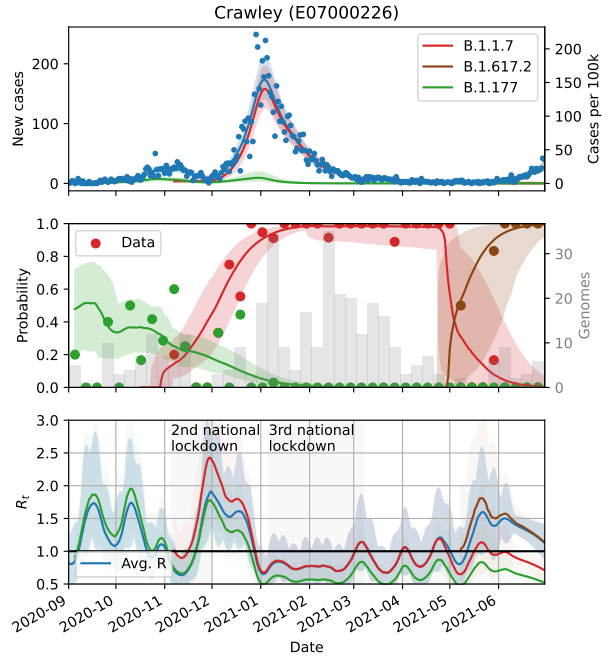 Crawley (E07000226)
New cases
200
100
0
B.1.1.7
B.1.617.2
B.1.177
200
150
100
50
0
Cases per 100k
Probability
1.0
0.8
0.6
0.4
0.2
0.0
Data
30
20
10
0
Genomes
R_t
3.0
2.5
2.0
1.5
1.0
0.5
2nd national
lockdown
3rd national
lockdown
Avg. R
2020-09
2020-10
2020-11
2020-12
2021-01
2021-02
2021-03
2021-04
2021-05
2021-06
Date